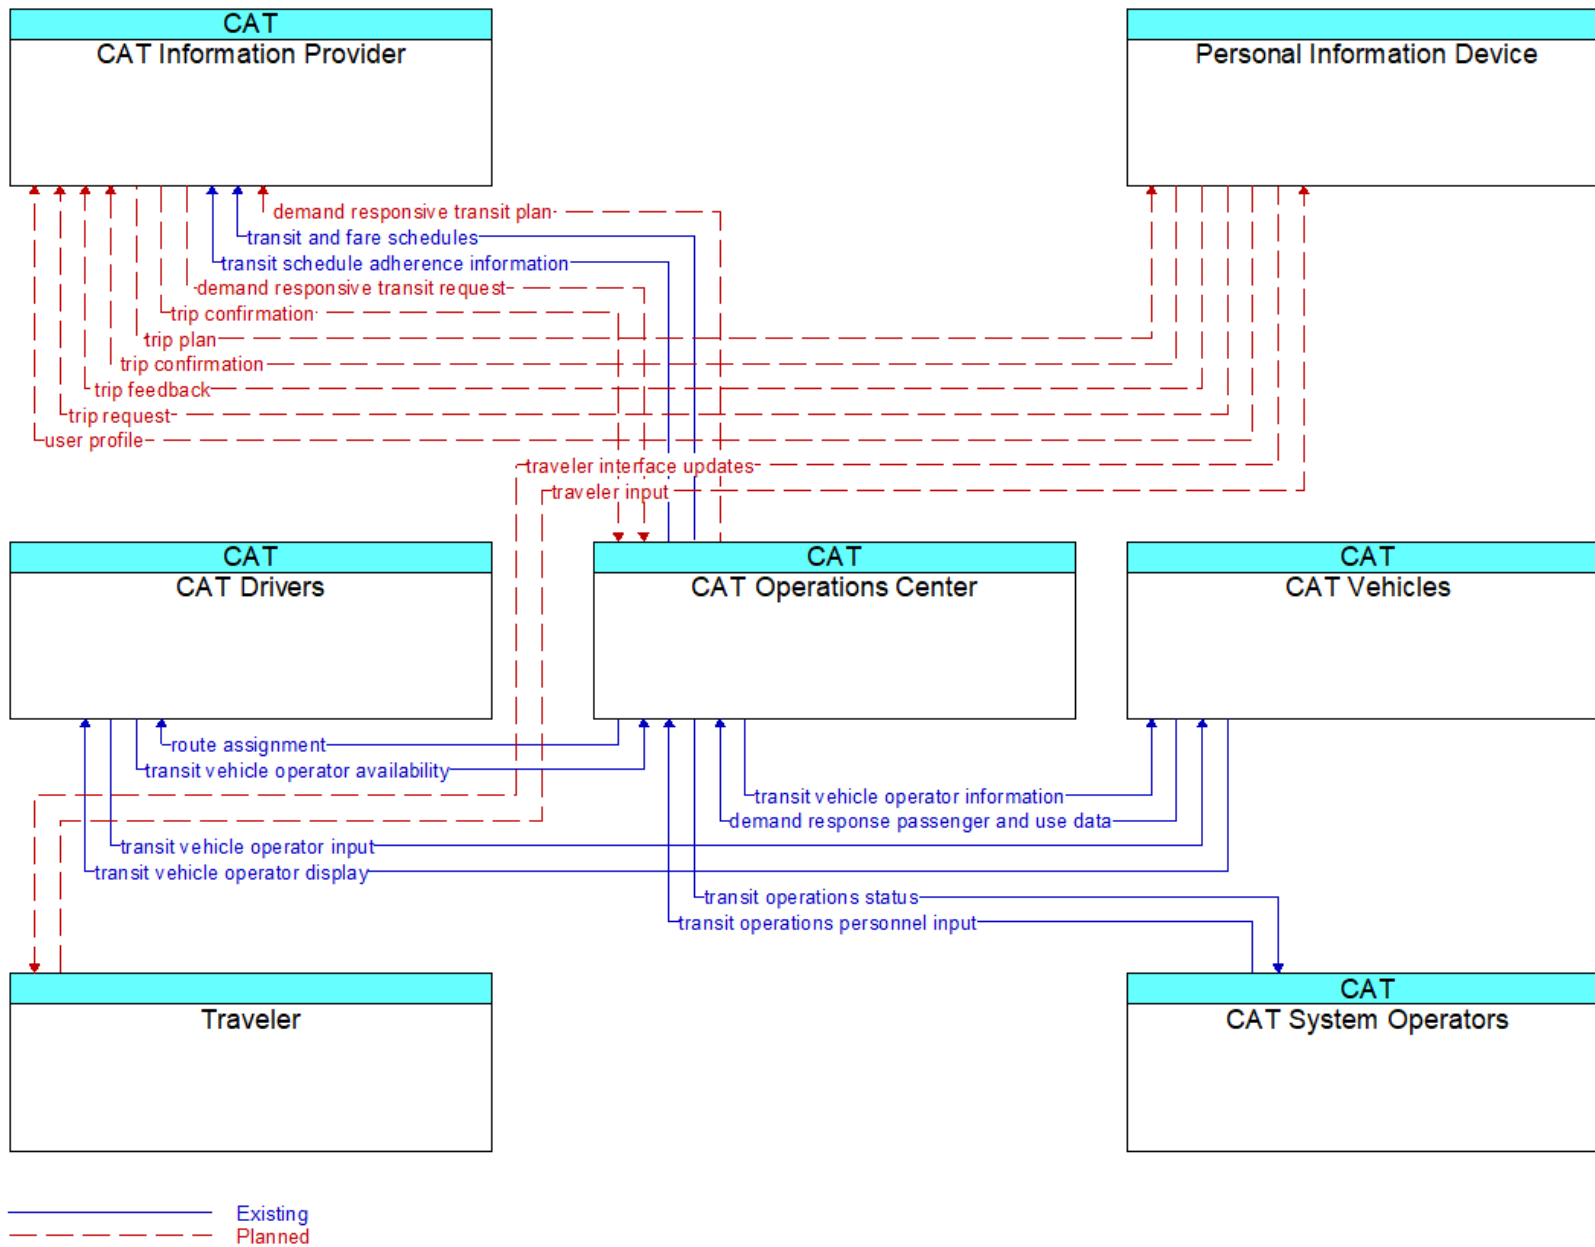 CAT
CAT Information Provider
Personal Information Device
demand responsive transit plan
transit and fare schedules
transit schedule adherence information
demand responsive transit request
trip confirmation
trip plan
trip confirmation
trip feedback
trip request
user profile
traveler interface updates
traveler input
CAT
CAT Drivers
CAT
CAT Operations Center
CAT
CAT Vehicles
route assignment
transit vehicle operator availability
transit vehicle operator information
demand response passenger and use data
transit vehicle operator input
transit vehicle operator display
transit operations status
transit operations personnel input
Traveler
CAT
CAT System Operators
Existing
Planned